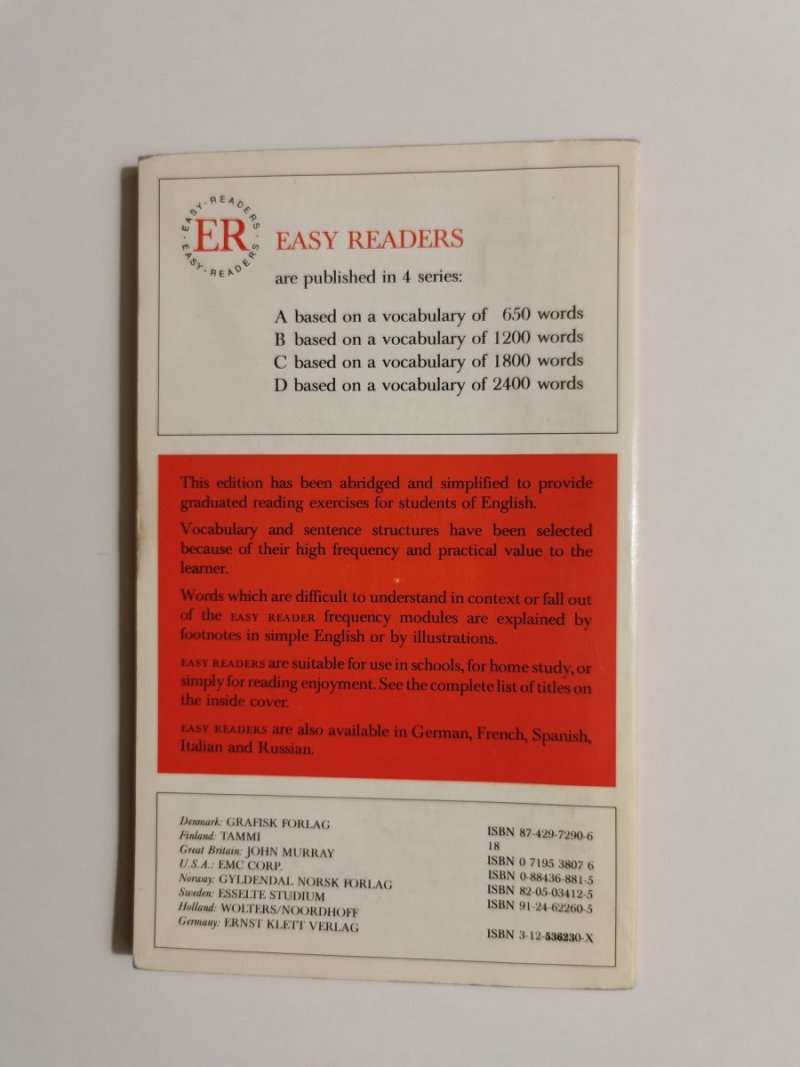 EASY · READERS · EASY · READERS ·
ER
EASY READERS
are published in 4 series:
A based on a vocabulary of 650 words
B based on a vocabulary of 1200 words
C based on a vocabulary of 1800 words
D based on a vocabulary of 2400 words
This edition has been abridged and simplified to provide
graduated reading exercises for students of English.
Vocabulary and sentence structures have been selected
because of their high frequency and practical value to the
learner.
Words which are difficult to understand in context or fall out
of the EASY READER frequency modules are explained by
footnotes in simple English or by illustrations.
EASY READERS are suitable for use in schools, for home study, or
simply for reading enjoyment. See the complete list of titles on
the inside cover.
EASY READERS are also available in German, French, Spanish,
Italian and Russian.
Denmark: GRAFISK FORLAG ISBN 87-429-7290-6
Finland: TAMMI 18
Great Britain: JOHN MURRAY ISBN 0 7195 3807 6
U.S.A.: EMC CORP. ISBN 0-88436-881-5
Norway: GYLDENDAL NORSK FORLAG ISBN 82-05-03412-5
Sweden: ESSELTE STUDIUM ISBN 91-24-62260-5
Holland: WOLTERS/NOORDHOFF
Germany: ERNST KLETT VERLAG ISBN 3-12-536230-X